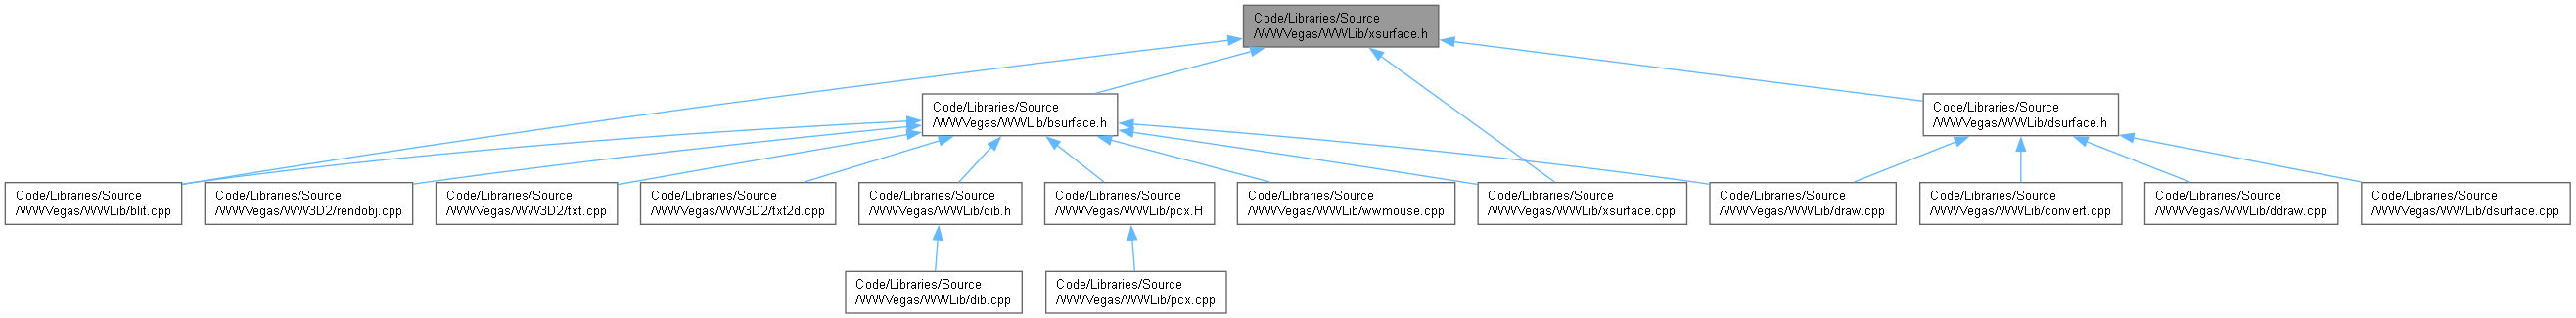 Code/Libraries/Source
/WWVegas/WWLib/xsurface.h
Code/Libraries/Source
/WWVegas/WWLib/bsurface.h
Code/Libraries/Source
/WWVegas/WWLib/dsurface.h
Code/Libraries/Source
/WWVegas/WWLib/blit.cpp
Code/Libraries/Source
/WWVegas/WW3D2/rendobj.cpp
Code/Libraries/Source
/WWVegas/WW3D2/txt.cpp
Code/Libraries/Source
/WWVegas/WW3D2/txt2d.cpp
Code/Libraries/Source
/WWVegas/WWLib/dib.h
Code/Libraries/Source
/WWVegas/WWLib/pcx.H
Code/Libraries/Source
/WWVegas/WWLib/wwmouse.cpp
Code/Libraries/Source
/WWVegas/WWLib/xsurface.cpp
Code/Libraries/Source
/WWVegas/WWLib/draw.cpp
Code/Libraries/Source
/WWVegas/WWLib/convert.cpp
Code/Libraries/Source
/WWVegas/WWLib/ddraw.cpp
Code/Libraries/Source
/WWVegas/WWLib/dsurface.cpp
Code/Libraries/Source
/WWVegas/WWLib/dib.cpp
Code/Libraries/Source
/WWVegas/WWLib/pcx.cpp